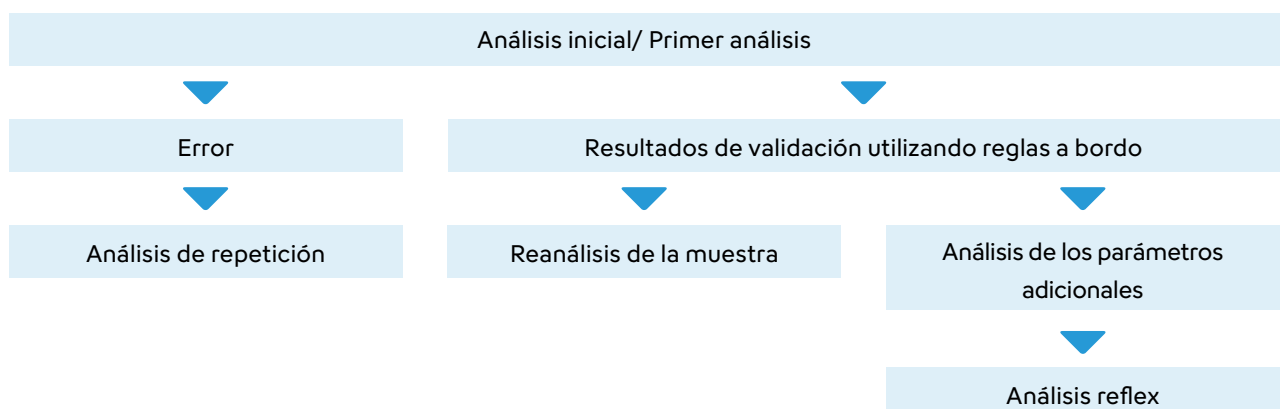 Análisis inicial/ Primer análisis
Error
Resultados de validación utilizando reglas a bordo
Análisis de repetición
Reanálisis de la muestra
Análisis de los parámetros
adicionales
Análisis reflex